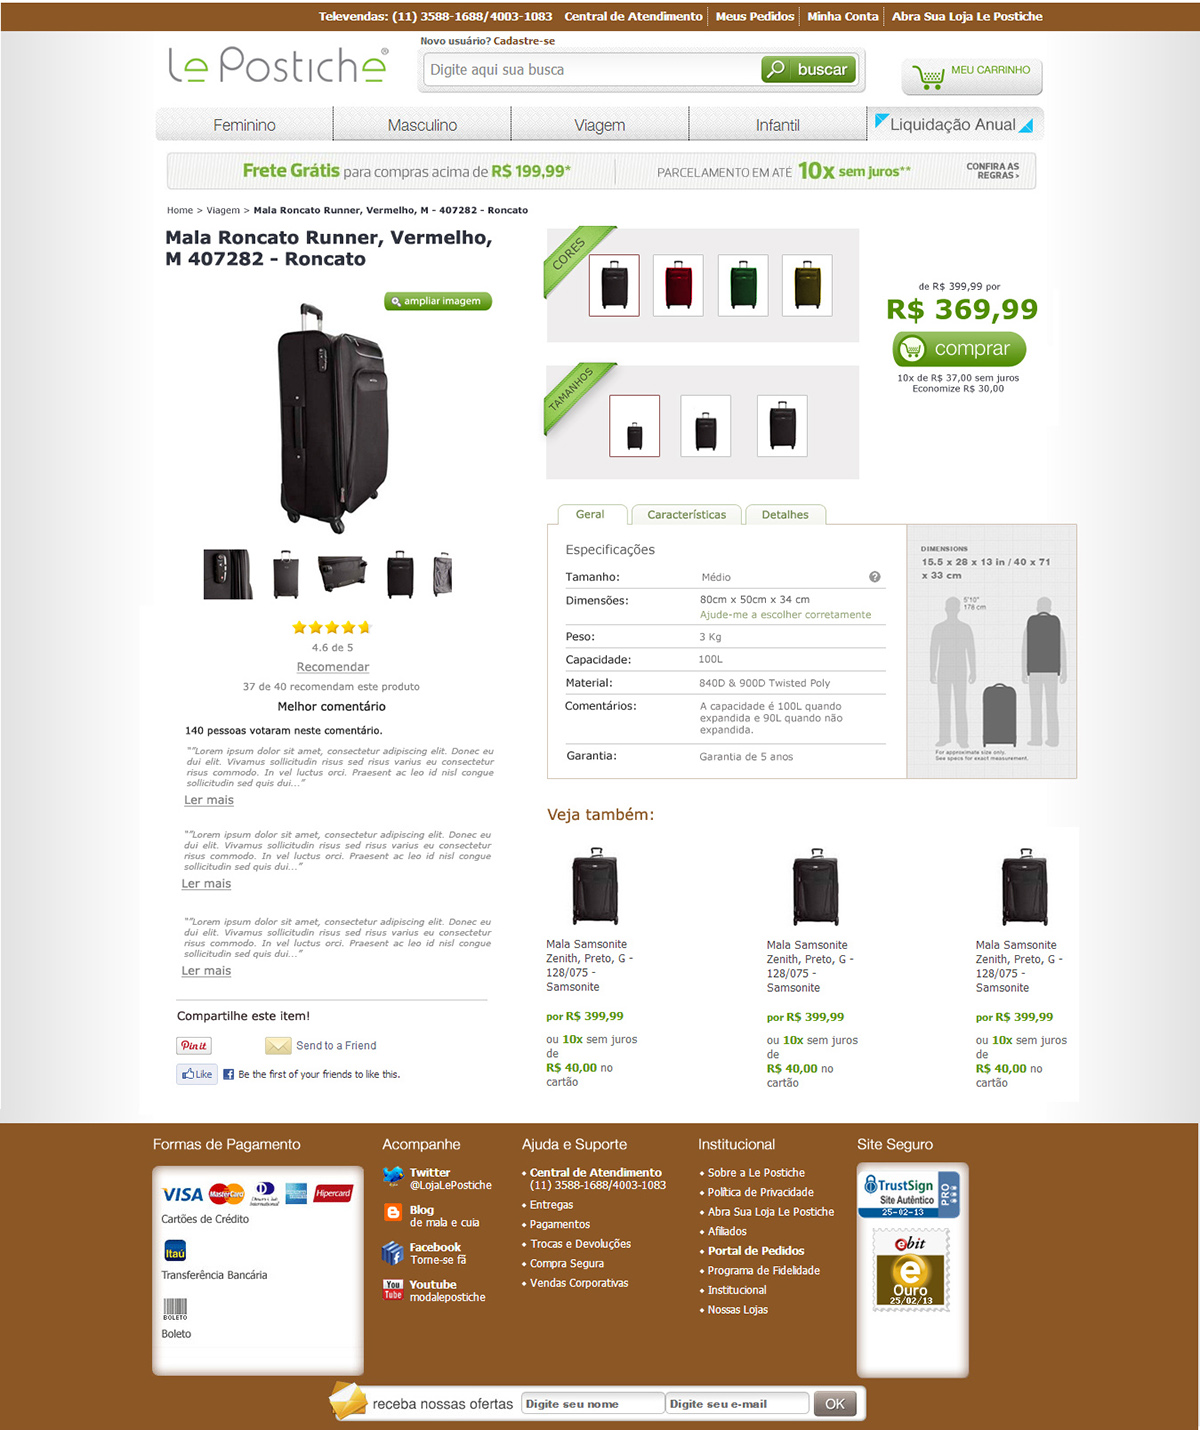 Televendas: (11) 3588-1688/4003-1083 Central de Atendimento Meus Pedidos Minha Conta Abra Sua Loja Le Postiche
Novo usuário? Cadastre-se
Le Postiche®
Digite aqui sua busca
buscar
MEU CARRINHO
Feminino Masculino Viagem Infantil Liquidação Anual
Frete Grátis para compras acima de R$ 199,99* PARCELAMENTO EM ATÉ 10x sem juros**
CONFIRA AS
REGRAS >
Home > Viagem > Mala Roncato Runner, Vermelho, M - 407282 - Roncato
Mala Roncato Runner, Vermelho,
M 407282 - Roncato
ampliar imagem
4.6 de 5
Recomendar
37 de 40 recomendam este produto
Melhor comentário
140 pessoas votaram neste comentário.
“”Lorem ipsum dolor sit amet, consectetur adipiscing elit. Donec eu
dui elit. Vivamus sollicitudin risus sed risus varius eu consectetur
risus commodo. In vel luctus orci. Praesent ac leo id nisl congue
sollicitudin sed quis dui...”
Ler mais
“”Lorem ipsum dolor sit amet, consectetur adipiscing elit. Donec eu
dui elit. Vivamus sollicitudin risus sed risus varius eu consectetur
risus commodo. In vel luctus orci. Praesent ac leo id nisl congue
sollicitudin sed quis dui...”
Ler mais
“”Lorem ipsum dolor sit amet, consectetur adipiscing elit. Donec eu
dui elit. Vivamus sollicitudin risus sed risus varius eu consectetur
risus commodo. In vel luctus orci. Praesent ac leo id nisl congue
sollicitudin sed quis dui...”
Ler mais
Compartilhe este item!
Pin it
Send to a Friend
Like
Be the first of your friends to like this.
CORES
TAMANHOS
de R$ 399,99 por
R$ 369,99
comprar
10x de R$ 37,00 sem juros
Economize R$ 30,00
Geral Características Detalhes
Especificações
Tamanho: Médio ?
Dimensões: 80cm x 50cm x 34 cm
Ajude-me a escolher corretamente
Peso: 3 Kg
Capacidade: 100L
Material: 840D & 900D Twisted Poly
Comentários: A capacidade é 100L quando
expandida e 90L quando não
expandida.
Garantia: Garantia de 5 anos
DIMENSIONS
15.5 x 28 x 13 in / 40 x 71
x 33 cm
5'10"
178 cm
For approximate size only.
See specs for exact measurement.
Veja também:
Mala Samsonite
Zenith, Preto, G -
128/075 -
Samsonite
por R$ 399,99
ou 10x sem juros
de
R$ 40,00 no
cartão
Mala Samsonite
Zenith, Preto, G -
128/075 -
Samsonite
por R$ 399,99
ou 10x sem juros
de
R$ 40,00 no
cartão
Mala Samsonite
Zenith, Preto, G -
128/075 -
Samsonite
por R$ 399,99
ou 10x sem juros
de
R$ 40,00 no
cartão
Formas de Pagamento
VISA MasterCard Diners Club International Hipercard
Cartões de Crédito
Itaú
Transferência Bancária
BOLETO
Boleto
Acompanhe
Twitter
@LojaLePostiche
Blog
de mala e cuia
Facebook
Torne-se fã
You
Tube
Youtube
modalepostiche
Ajuda e Suporte
Central de Atendimento
(11) 3588-1688/4003-1083
Entregas
Pagamentos
Trocas e Devoluções
Compra Segura
Vendas Corporativas
Institucional
Sobre a Le Postiche
Política de Privacidade
Abra Sua Loja Le Postiche
Afiliados
Portal de Pedidos
Programa de Fidelidade
Institucional
Nossas Lojas
Site Seguro
TrustSign
Site Autêntico
PRO
25-02-13
ebit
e
Ouro
25/02/13
receba nossas ofertas Digite seu nome Digite seu e-mail OK